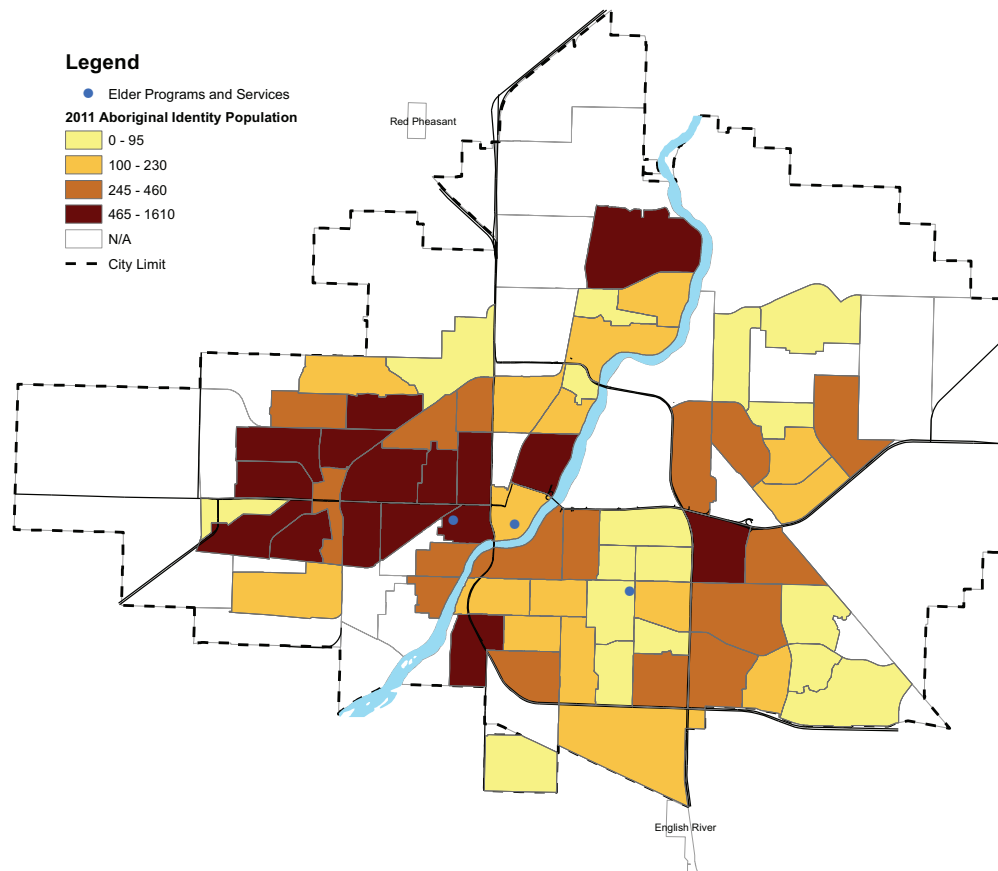 Legend
Elder Programs and Services
2011 Aboriginal Identity Population
0 - 95
100 - 230
245 - 460
465 - 1610
N/A
City Limit
Red Pheasant
English River